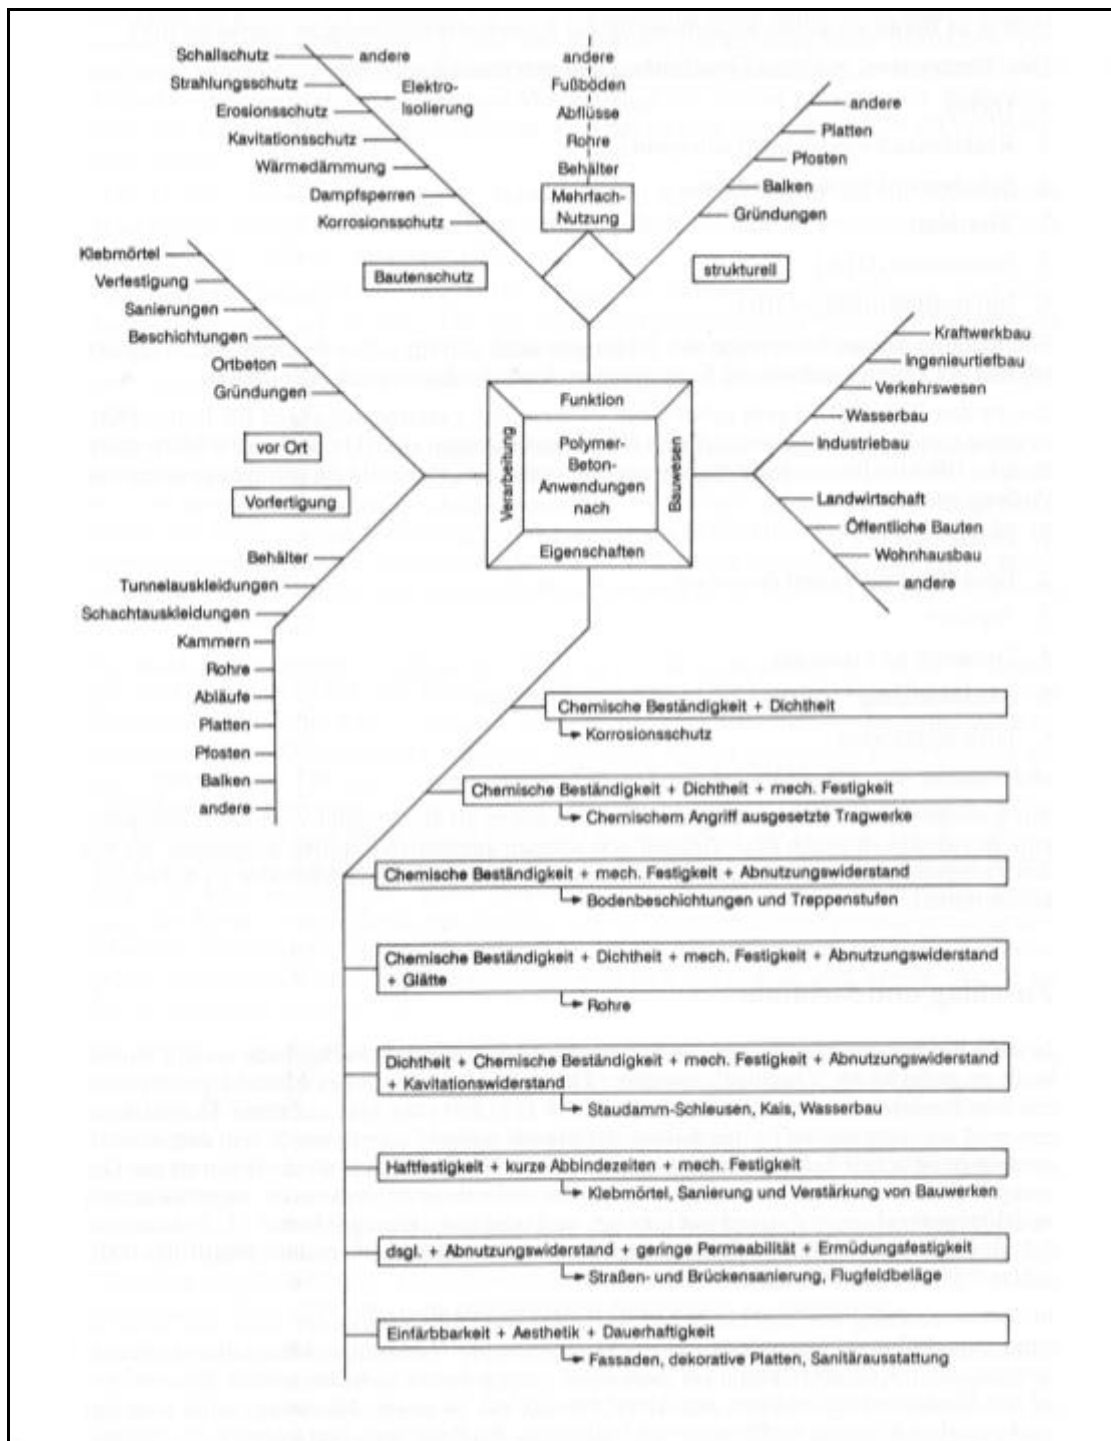 Schallschutz
Strahlungsschutz
Erosionsschutz
Kavitationsschutz
Wärmedämmung
Dampfsperren
Korrosionsschutz
andere
Elektro-
Isolierung
Bautenschutz
andere
Fußböden
Abflüsse
Rohre
Behälter
Mehrfach-
Nutzung
andere
Platten
Pfosten
Balken
Gründungen
strukturell
Klebmörtel
Verfestigung
Sanierungen
Beschichtungen
Ortbeton
Gründungen
vor Ort
Vorfertigung
Behälter
Tunnelauskleidungen
Schachtauskleidungen
Kammern
Rohre
Abläufe
Platten
Pfosten
Balken
andere
Funktion
Verarbeitung
Polymer-
Beton-
Anwendungen
nach
Bauwesen
Eigenschaften
Kraftwerkbau
Ingenieurtiefbau
Verkehrswesen
Wasserbau
Industriebau
Landwirtschaft
Öffentliche Bauten
Wohnhausbau
andere
Chemische Beständigkeit + Dichtheit
Korrosionsschutz
Chemische Beständigkeit + Dichtheit + mech. Festigkeit
Chemischem Angriff ausgesetzte Tragwerke
Chemische Beständigkeit + mech. Festigkeit + Abnutzungswiderstand
Bodenbeschichtungen und Treppenstufen
Chemische Beständigkeit + Dichtheit + mech. Festigkeit + Abnutzungswiderstand
+ Glätte
Rohre
Dichtheit + Chemische Beständigkeit + mech. Festigkeit + Abnutzungswiderstand
+ Kavitationswiderstand
Staudamm-Schleusen, Kais, Wasserbau
Haftfestigkeit + kurze Abbindezeiten + mech. Festigkeit
Klebmörtel, Sanierung und Verstärkung von Bauwerken
dsgl. + Abnutzungswiderstand + geringe Permeabilität + Ermüdungsfestigkeit
Straßen- und Brückensanierung, Flugfeldbeläge
Einfärbbarkeit + Aesthetik + Dauerhaftigkeit
Fassaden, dekorative Platten, Sanitärausstattung